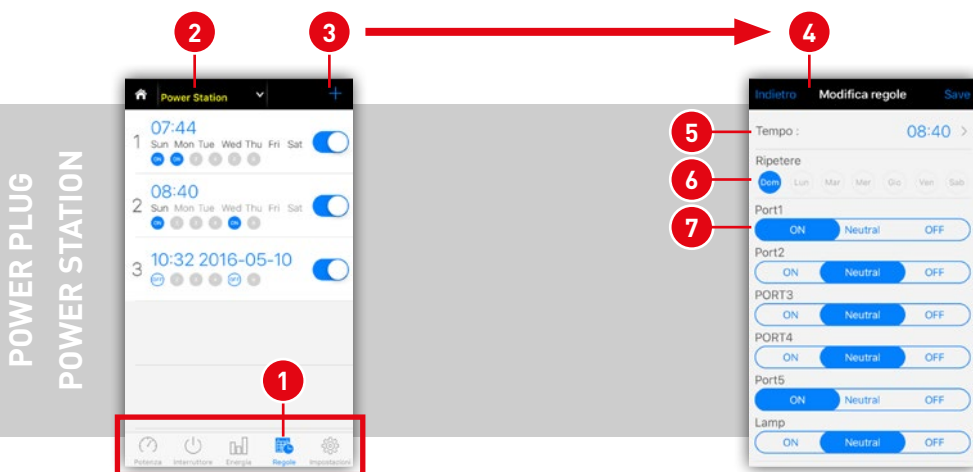 2
3
4
Power Station
+
1
07:44
Sun Mon Tue Wed Thu Fri Sat
ON ON
2
08:40
Sun Mon Tue Wed Thu Fri Sat
ON ON
3
10:32 2016-05-10
OFF OFF
1
Potenza Interruttore Energia Regole Impostazioni
POWER PLUG
POWER STATION
Indietro Modifica regole Save
5
Tempo : 08:40 >
6
Ripetere
Dom Lun Mar Mer Gio Ven Sab
7
Port1
ON Neutral OFF
Port2
ON Neutral OFF
PORT3
ON Neutral OFF
PORT4
ON Neutral OFF
Port5
ON Neutral OFF
Lamp
ON Neutral OFF